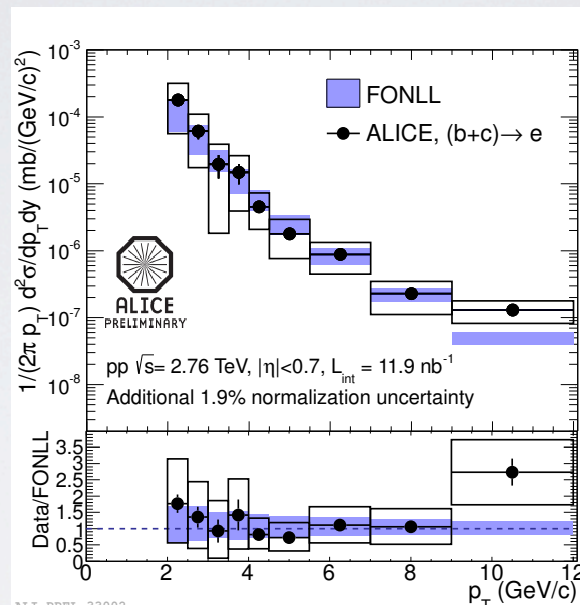 1/(2π p_T) d²σ/dp_Tdy (mb/(GeV/c)²)
10⁻³
10⁻⁴
10⁻⁵
10⁻⁶
10⁻⁷
10⁻⁸
FONLL
ALICE, (b+c)→ e
ALICE
PRELIMINARY
pp √s= 2.76 TeV, |η|<0.7, L_int = 11.9 nb⁻¹
Additional 1.9% normalization uncertainty
Data/FONLL
3.5
3
2.5
2
1.5
1
0.5
0
0 2 4 6 8 10 12
p_T (GeV/c)